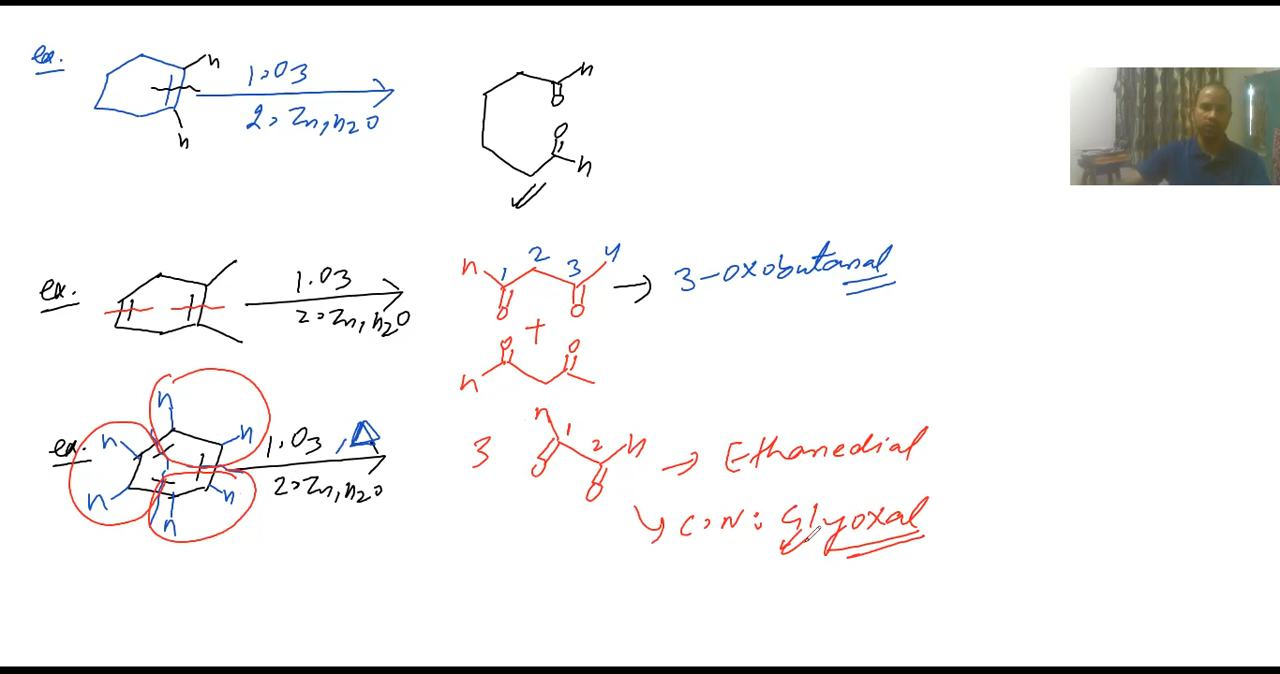 ex.
H
H
1. O3
2. Zn, H2O
H
O
O
H
ex.
1. O3
2. Zn, H2O
H 1 2 3 4
O O
→ 3-oxobutanal
+
O O
H
ex.
H
H
H
H
H
H
1. O3, Δ
2. Zn, H2O
3
H
1 2
H
O
O
→ Ethanedial
C.N: Glyoxal